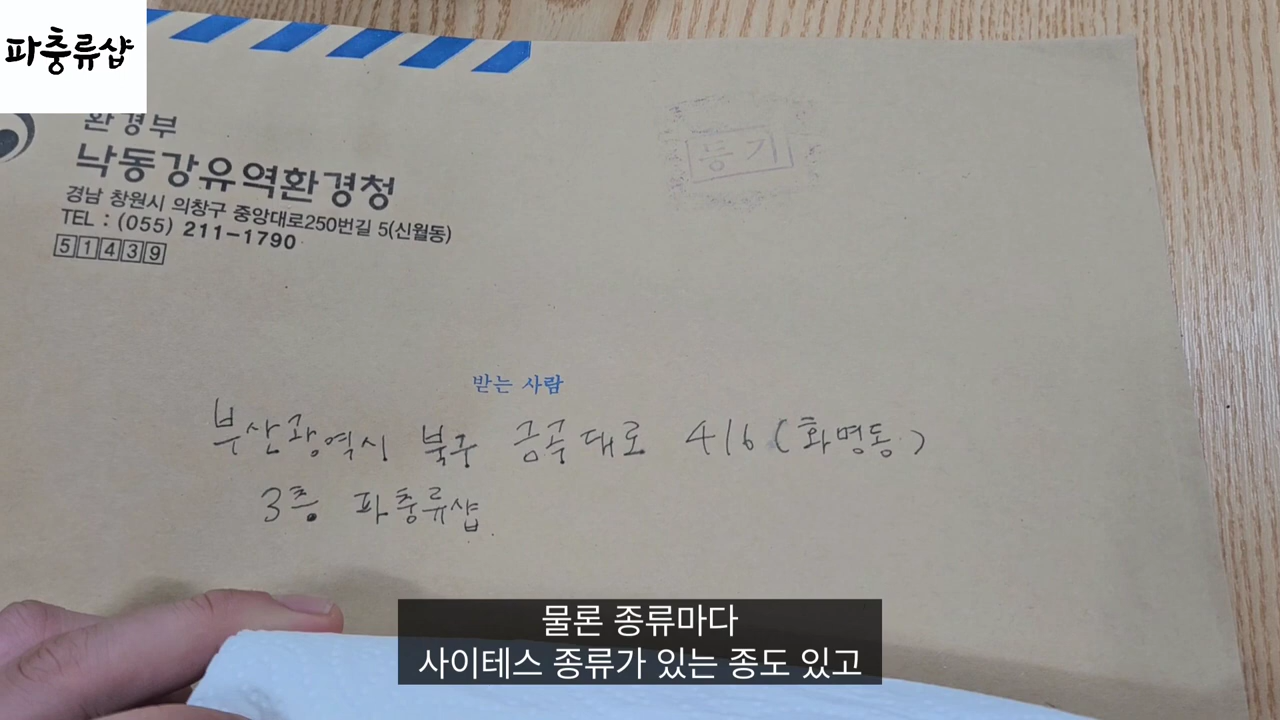 파충류샵
환경부
낙동강유역환경청
경남 창원시 의창구 중앙대로250번길 5(신월동)
TEL : (055) 211-1790
51439
등기
받는 사람
부산광역시 북구 금곡대로 416(화명동)
3층 파충류샵
물론 종류마다
사이테스 종류가 있는 종도 있고